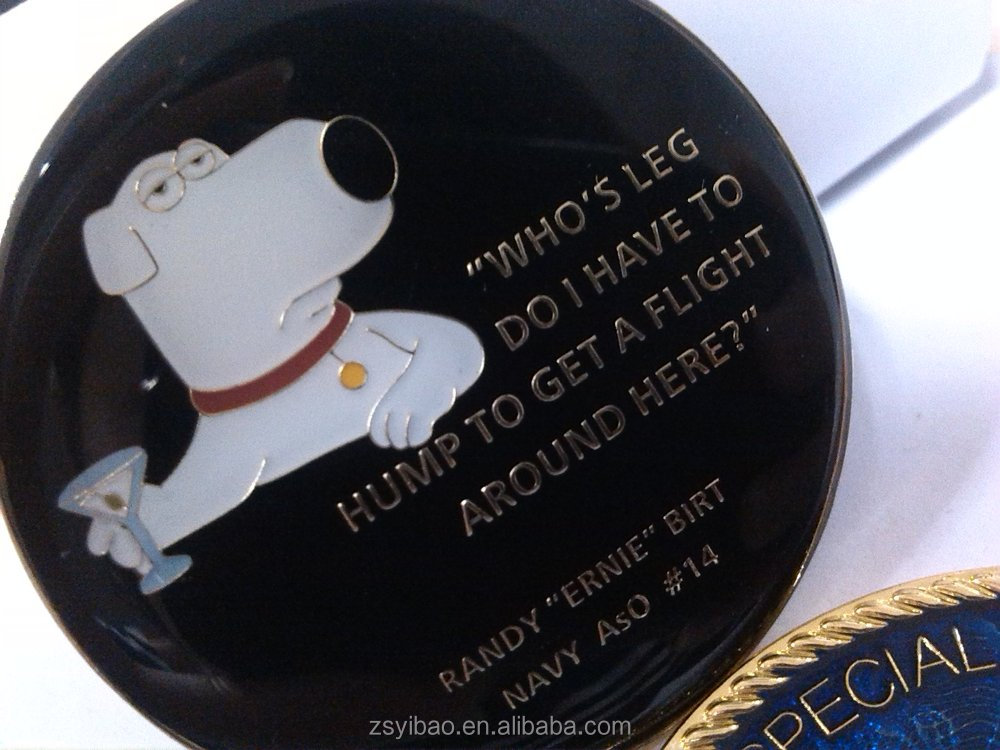 "WHO'S LEG
DO I HAVE TO
HUMP TO GET A FLIGHT
AROUND HERE?"
RANDY "ERNIE" BIRT
NAVY AsO #14
SPECIAL
zsyibao.en.alibaba.com